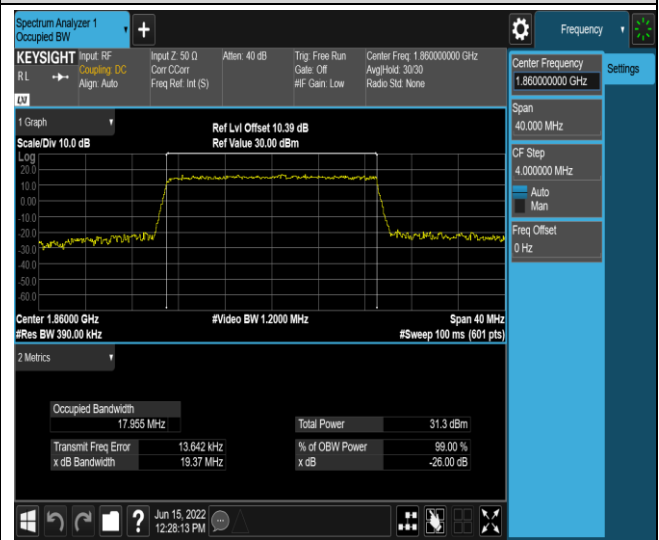 Spectrum Analyzer 1
Occupied BW
+
Frequency
KEYSIGHT
R L
LXI
Input: RF
Coupling: DC
Align: Auto
Input Z: 50 Ω
Corr CCorr
Freq Ref: Int (S)
Atten: 40 dB
Trig: Free Run
Gate: Off
#IF Gain: Low
Center Freq: 1.860000000 GHz
Avg|Hold: 30/30
Radio Std: None
Center Frequency
1.860000000 GHz
Settings
Span
40.000 MHz
CF Step
4.000000 MHz
Auto
Man
Freq Offset
0 Hz
1 Graph
Scale/Div 10.0 dB
Ref Lvl Offset 10.39 dB
Ref Value 30.00 dBm
Log
20.0
10.0
0.00
-10.0
-20.0
-30.0
-40.0
-50.0
-60.0
Center 1.86000 GHz
#Video BW 1.2000 MHz
Span 40 MHz
#Res BW 390.00 kHz
#Sweep 100 ms (601 pts)
2 Metrics
Occupied Bandwidth
17.955 MHz
Total Power 31.3 dBm
Transmit Freq Error 13.642 kHz
% of OBW Power 99.00 %
x dB Bandwidth 19.37 MHz
x dB -26.00 dB
?
Jun 15, 2022
12:28:13 PM